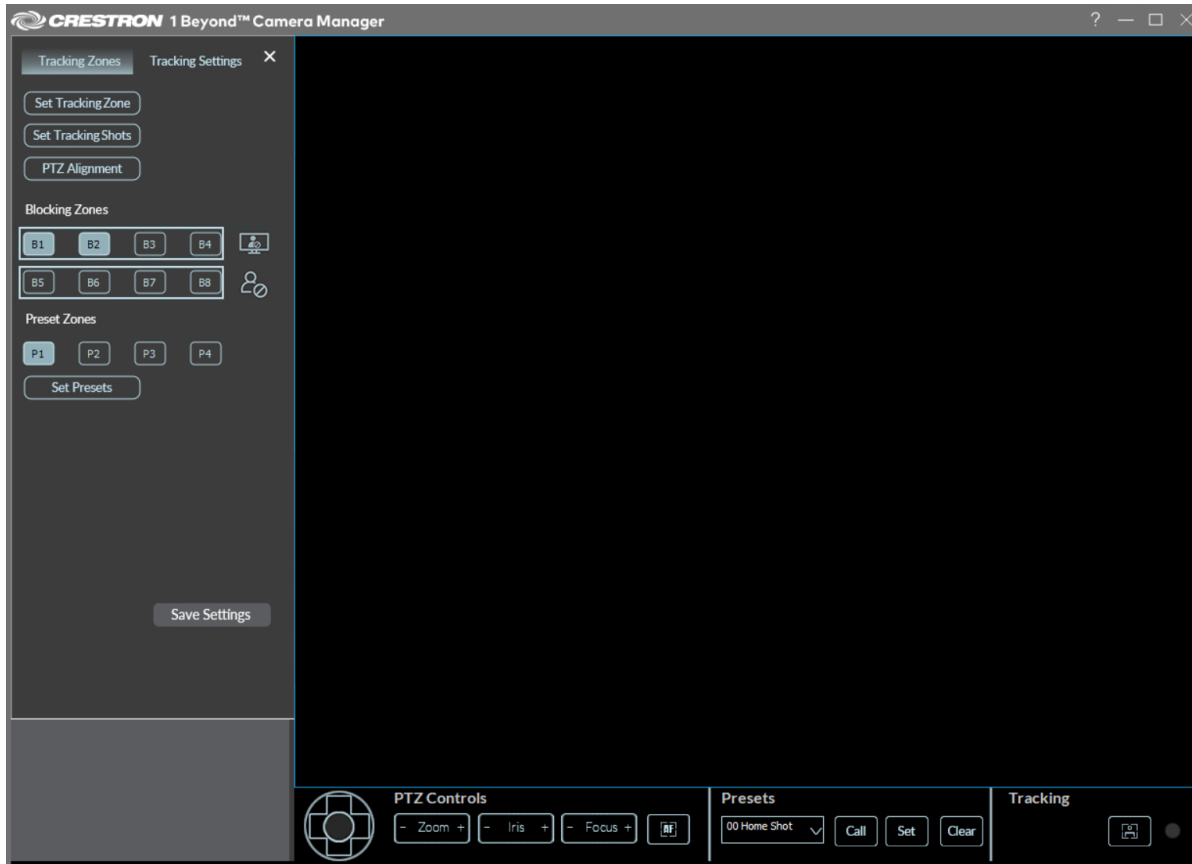 CRESTRON 1 Beyond™ Camera Manager ?
Tracking Zones Tracking Settings
Set Tracking Zone
Set Tracking Shots
PTZ Alignment
Blocking Zones
B1 B2 B3 B4
B5 B6 B7 B8
Preset Zones
P1 P2 P3 P4
Set Presets
Save Settings
PTZ Controls
- Zoom + - Iris + - Focus + AF
Presets
00 Home Shot Call Set Clear
Tracking